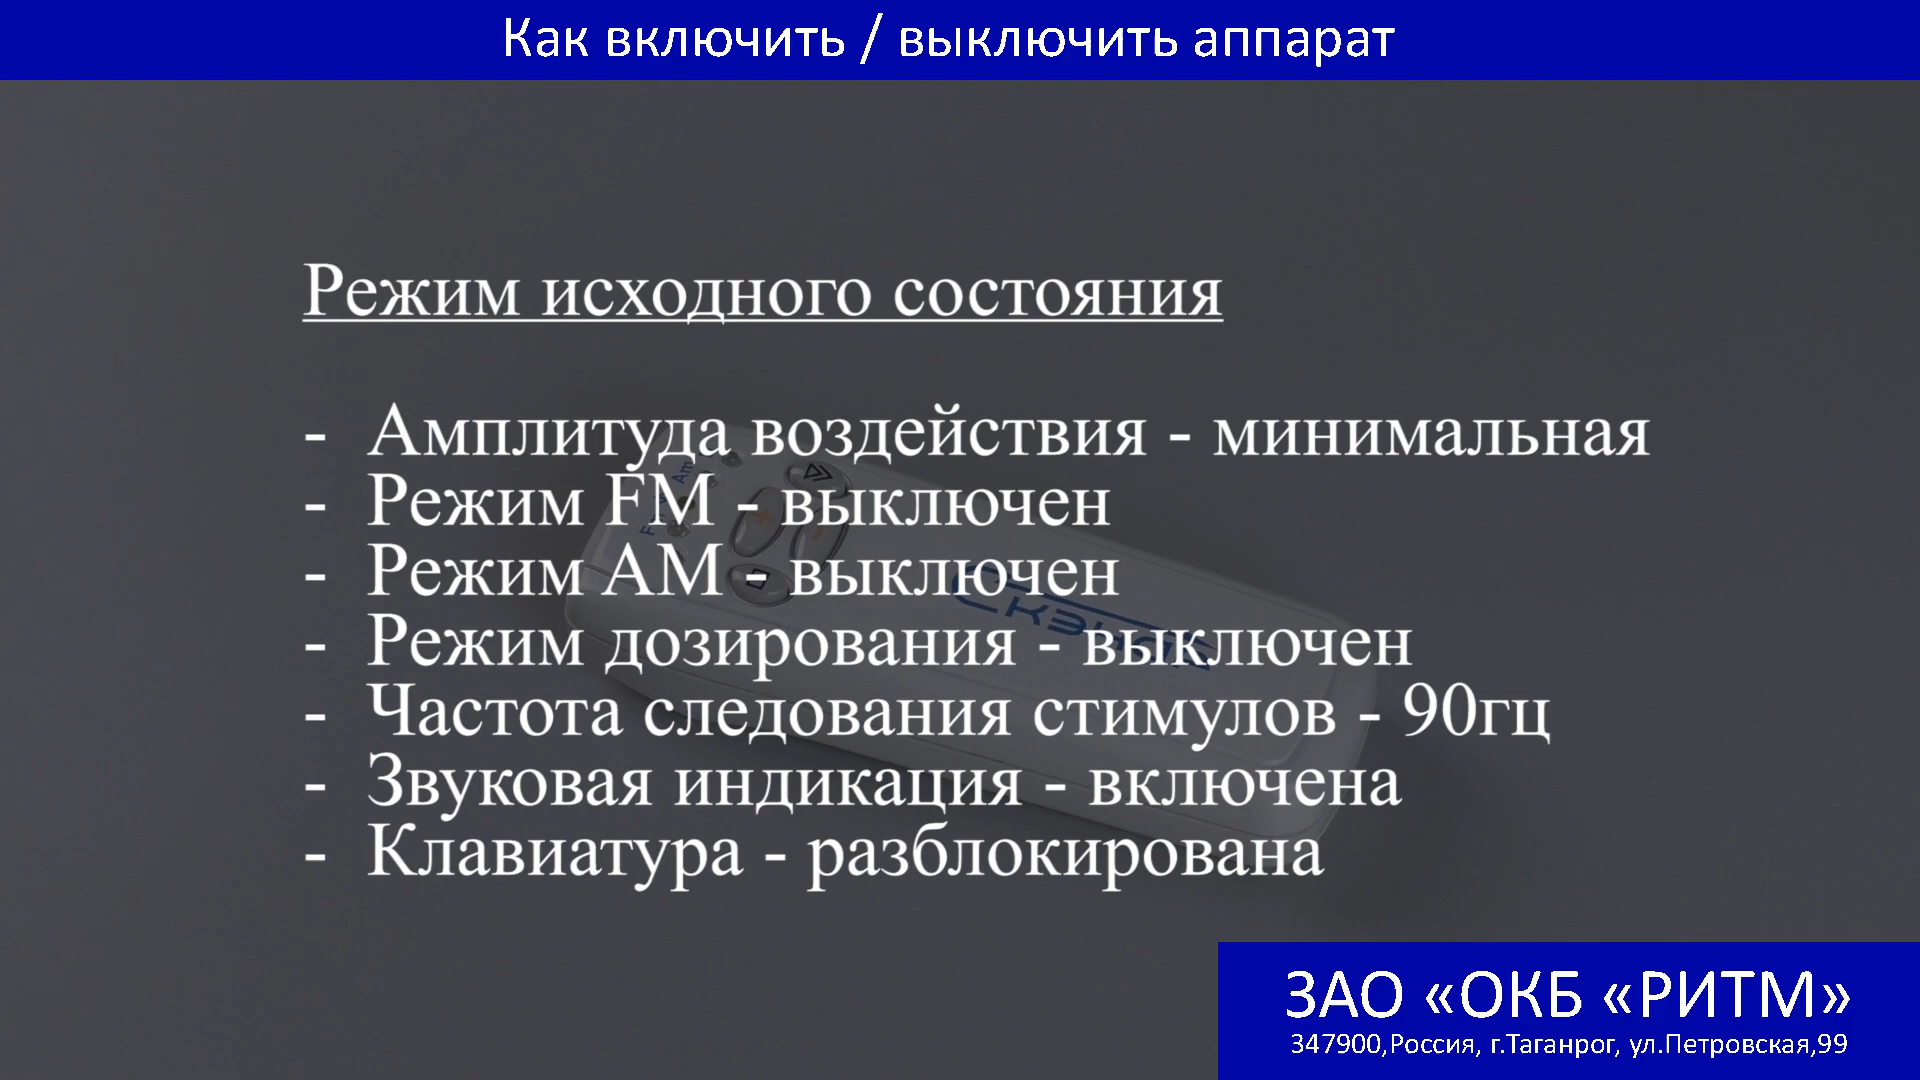 Как включить / выключить аппарат
Режим исходного состояния
- Амплитуда воздействия - минимальная
- Режим FM - выключен
- Режим АМ - выключен
- Режим дозирования - выключен
- Частота следования стимулов - 90гц
- Звуковая индикация - включена
- Клавиатура - разблокирована
Am
ЗАО «ОКБ «РИТМ»
347900,Россия, г.Таганрог, ул.Петровская,99